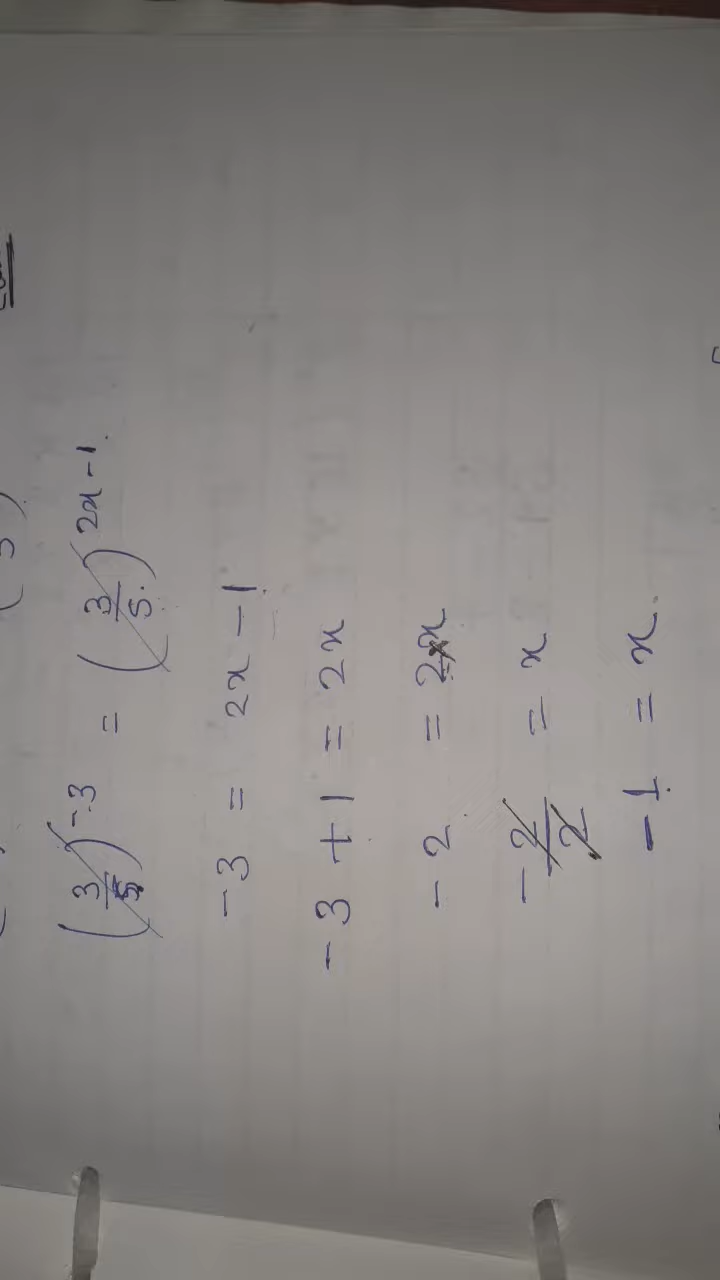 (3/5)^-3 = (3/5)^2x-1
-3 = 2x-1
-3+1 = 2x
-2 = 2x
-2/2 = x
-1 = x.